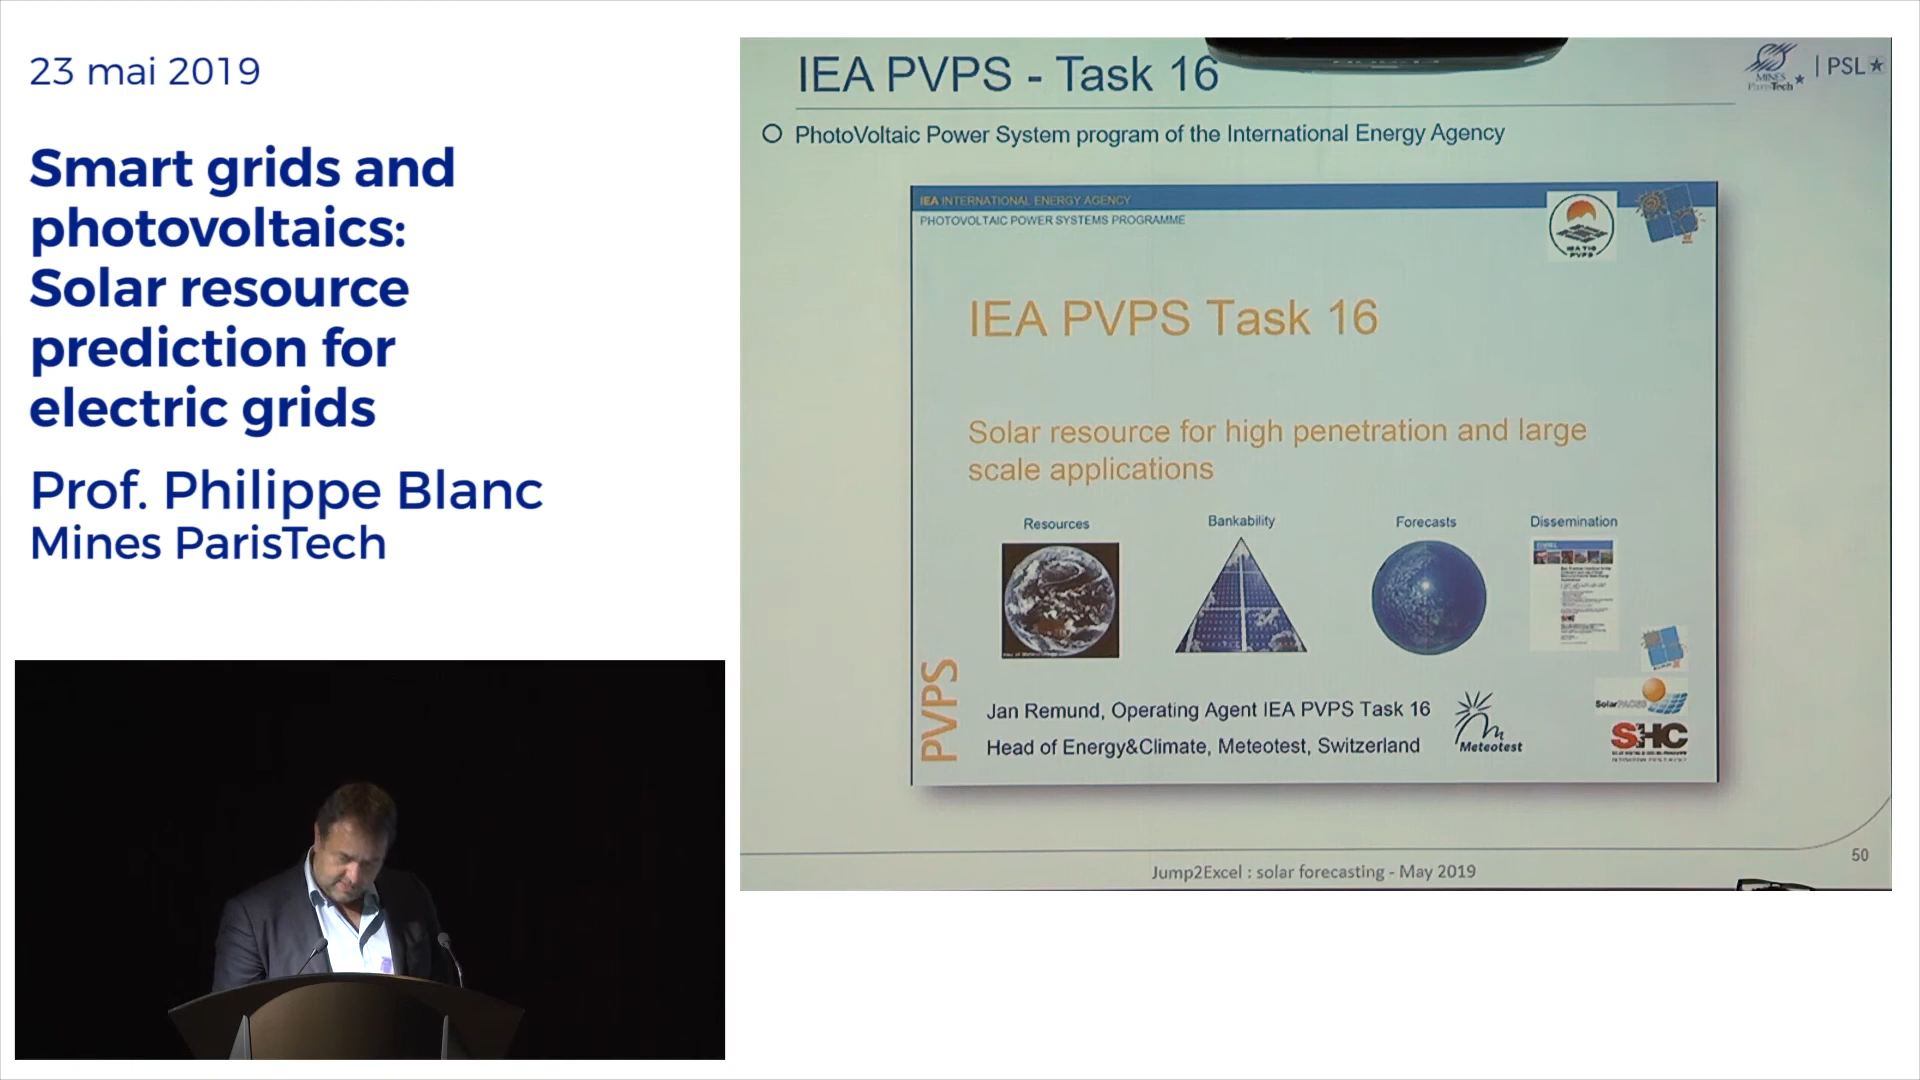 23 mai 2019
Smart grids and
photovoltaics:
Solar resource
prediction for
electric grids
Prof. Philippe Blanc
Mines ParisTech
IEA PVPS - Task 16
MINES
ParisTech
PSL
PhotoVoltaic Power System program of the International Energy Agency
IEA INTERNATIONAL ENERGY AGENCY
PHOTOVOLTAIC POWER SYSTEMS PROGRAMME
PVPS
IEA PVPS Task 16
Solar resource for high penetration and large
scale applications
Resources
Bankability
Forecasts
Dissemination
PVPS
Jan Remund, Operating Agent IEA PVPS Task 16
Head of Energy&Climate, Meteotest, Switzerland
Meteotest
SolarPACES
SHC
Jump2Excel : solar forecasting - May 2019
50